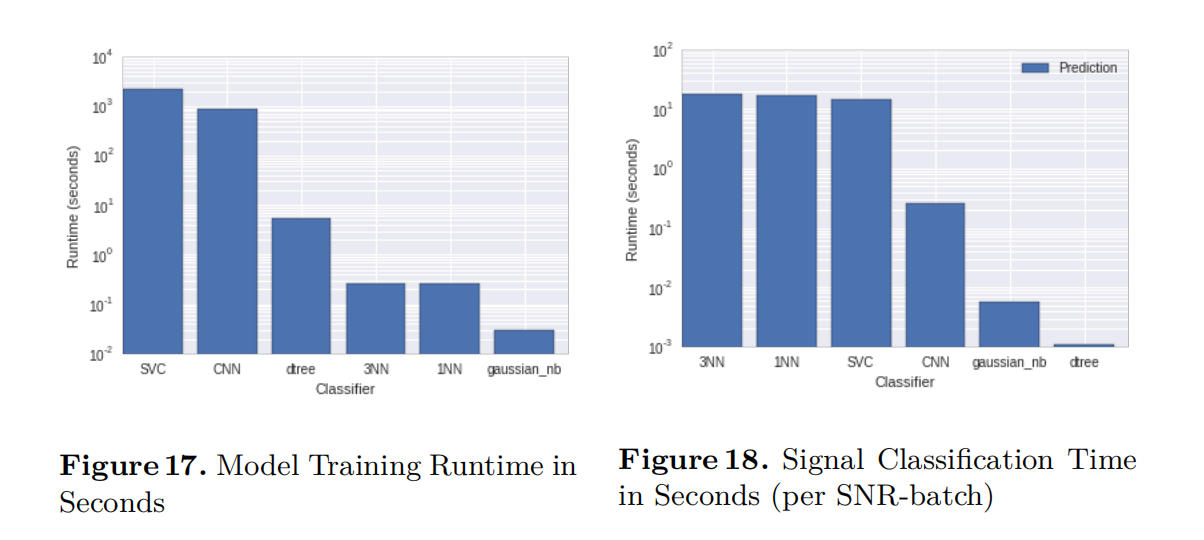 10^4
10^3
10^2
10^1
10^0
10^-1
10^-2
Runtime (seconds)
SVC CNN dtree 3NN 1NN gaussian_nb
Classifier
Figure 17. Model Training Runtime in
Seconds
10^2
10^1
10^0
10^-1
10^-2
10^-3
Runtime (seconds)
Prediction
3NN 1NN SVC CNN gaussian_nb dtree
Classifier
Figure 18. Signal Classification Time
in Seconds (per SNR-batch)